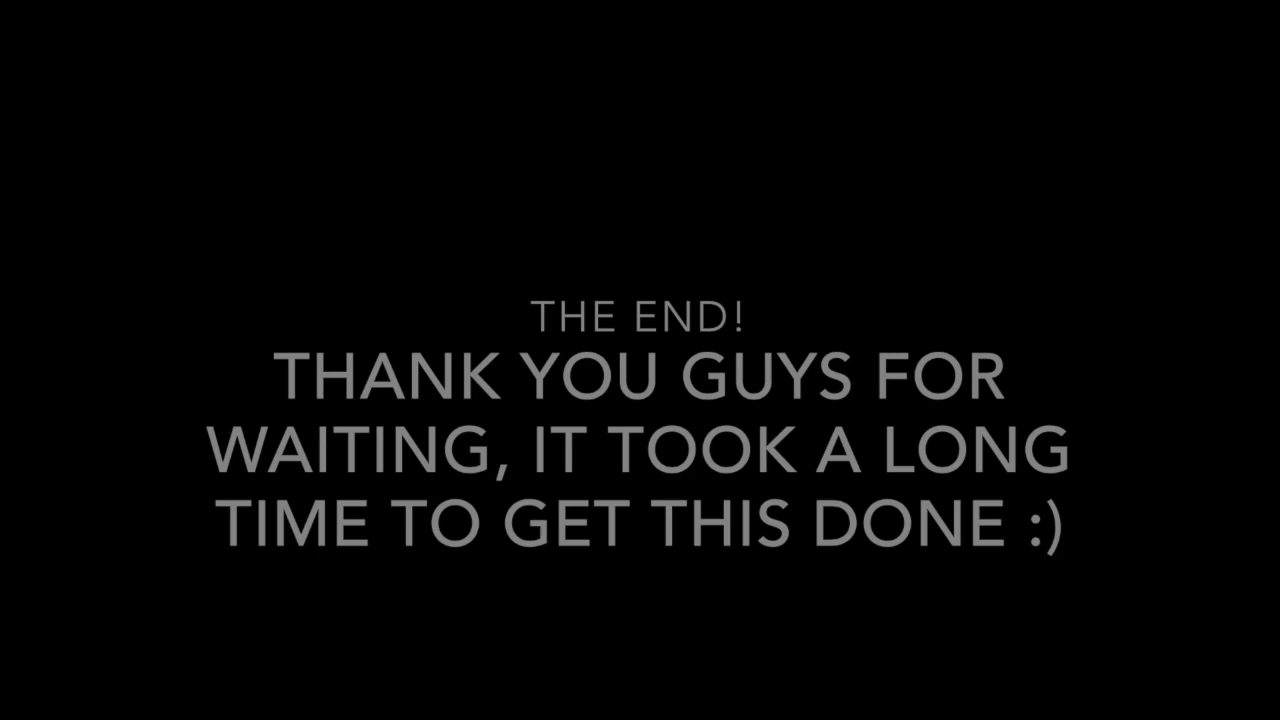 THE END!
THANK YOU GUYS FOR
WAITING, IT TOOK A LONG
TIME TO GET THIS DONE :)